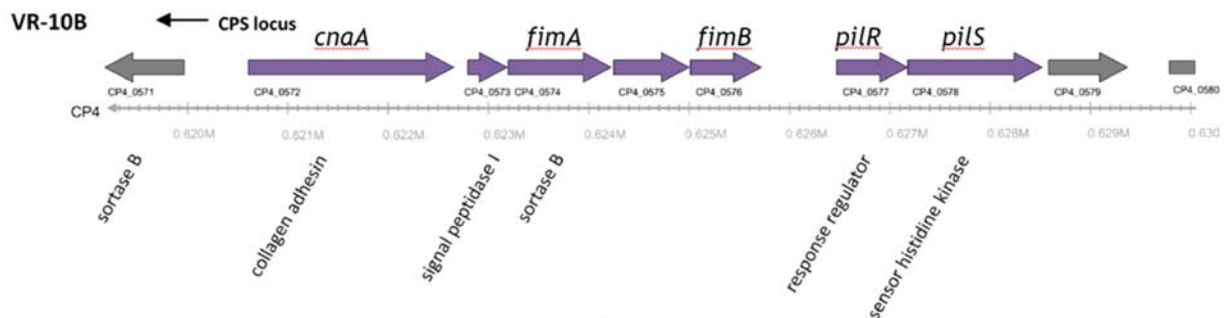 VR-10B
CPS locus
cnaA fimA fimB pilR pilS
CP4_0571 CP4_0572 CP4_0573 CP4_0574 CP4_0575 CP4_0576 CP4_0577 CP4_0578 CP4_0579 CP4_0580
CP4
0.620M 0.621M 0.622M 0.623M 0.624M 0.625M 0.626M 0.627M 0.628M 0.629M 0.630
sortase B
collagen adhesin
signal peptidase I
sortase B
response regulator
sensor histidine kinase